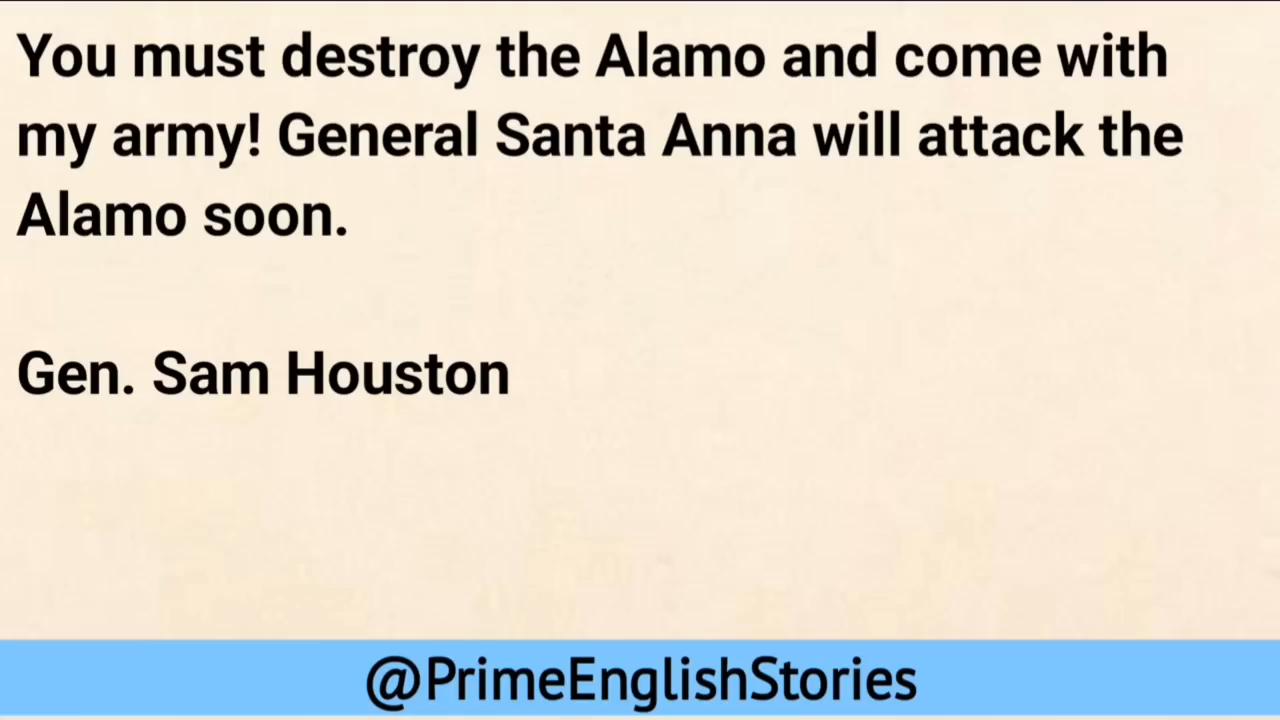 You must destroy the Alamo and come with
my army! General Santa Anna will attack the
Alamo soon.
Gen. Sam Houston
@PrimeEnglishStories